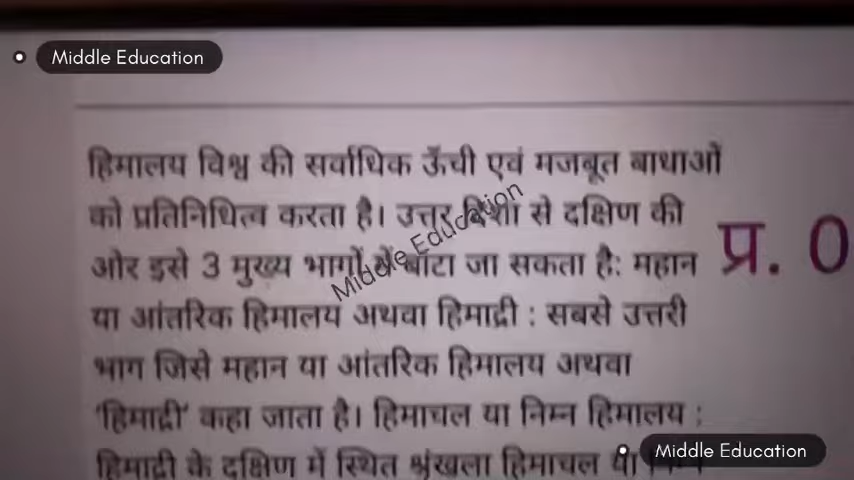 Middle Education
हिमालय विश्व की सर्वाधिक ऊँची एवं मजबूत बाधाओं
को प्रतिनिधित्व करता है। उत्तर दिशा से दक्षिण की
ओर इसे 3 मुख्य भागों में बांटा जा सकता है: महान
या आंतरिक हिमालय अथवा हिमाद्री : सबसे उत्तरी
भाग जिसे महान या आंतरिक हिमालय अथवा
'हिमाद्री' कहा जाता है। हिमाचल या निम्न हिमालय :
हिमाद्री के दक्षिण में स्थित श्रृंखला हिमाचल या
प्र. 0
Middle Education
Middle Education